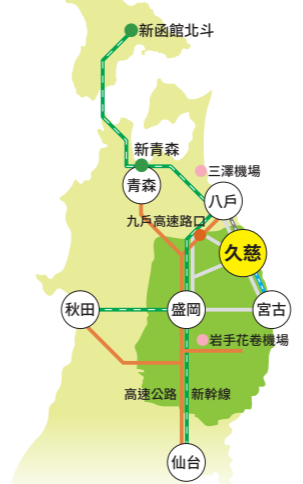 新函館北斗
新青森
青森
三澤機場
八戶
九戶高速路口
久慈
秋田
盛岡
宮古
岩手花卷機場
高速公路
新幹線
仙台